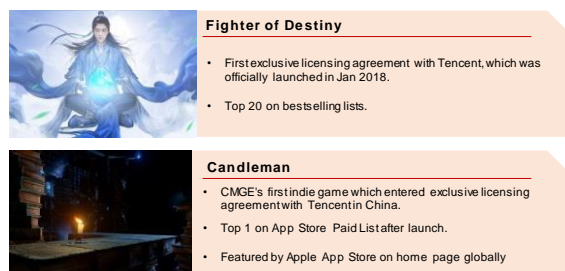 Fighter of Destiny
• First exclusive licensing agreement with Tencent, which was
officially launched in Jan 2018.
• Top 20 on bestselling lists.
Candleman
• CMGE's first indie game which entered exclusive licensing
agreement with Tencent in China.
• Top 1 on App Store Paid List after launch.
• Featured by Apple App Store on home page globally